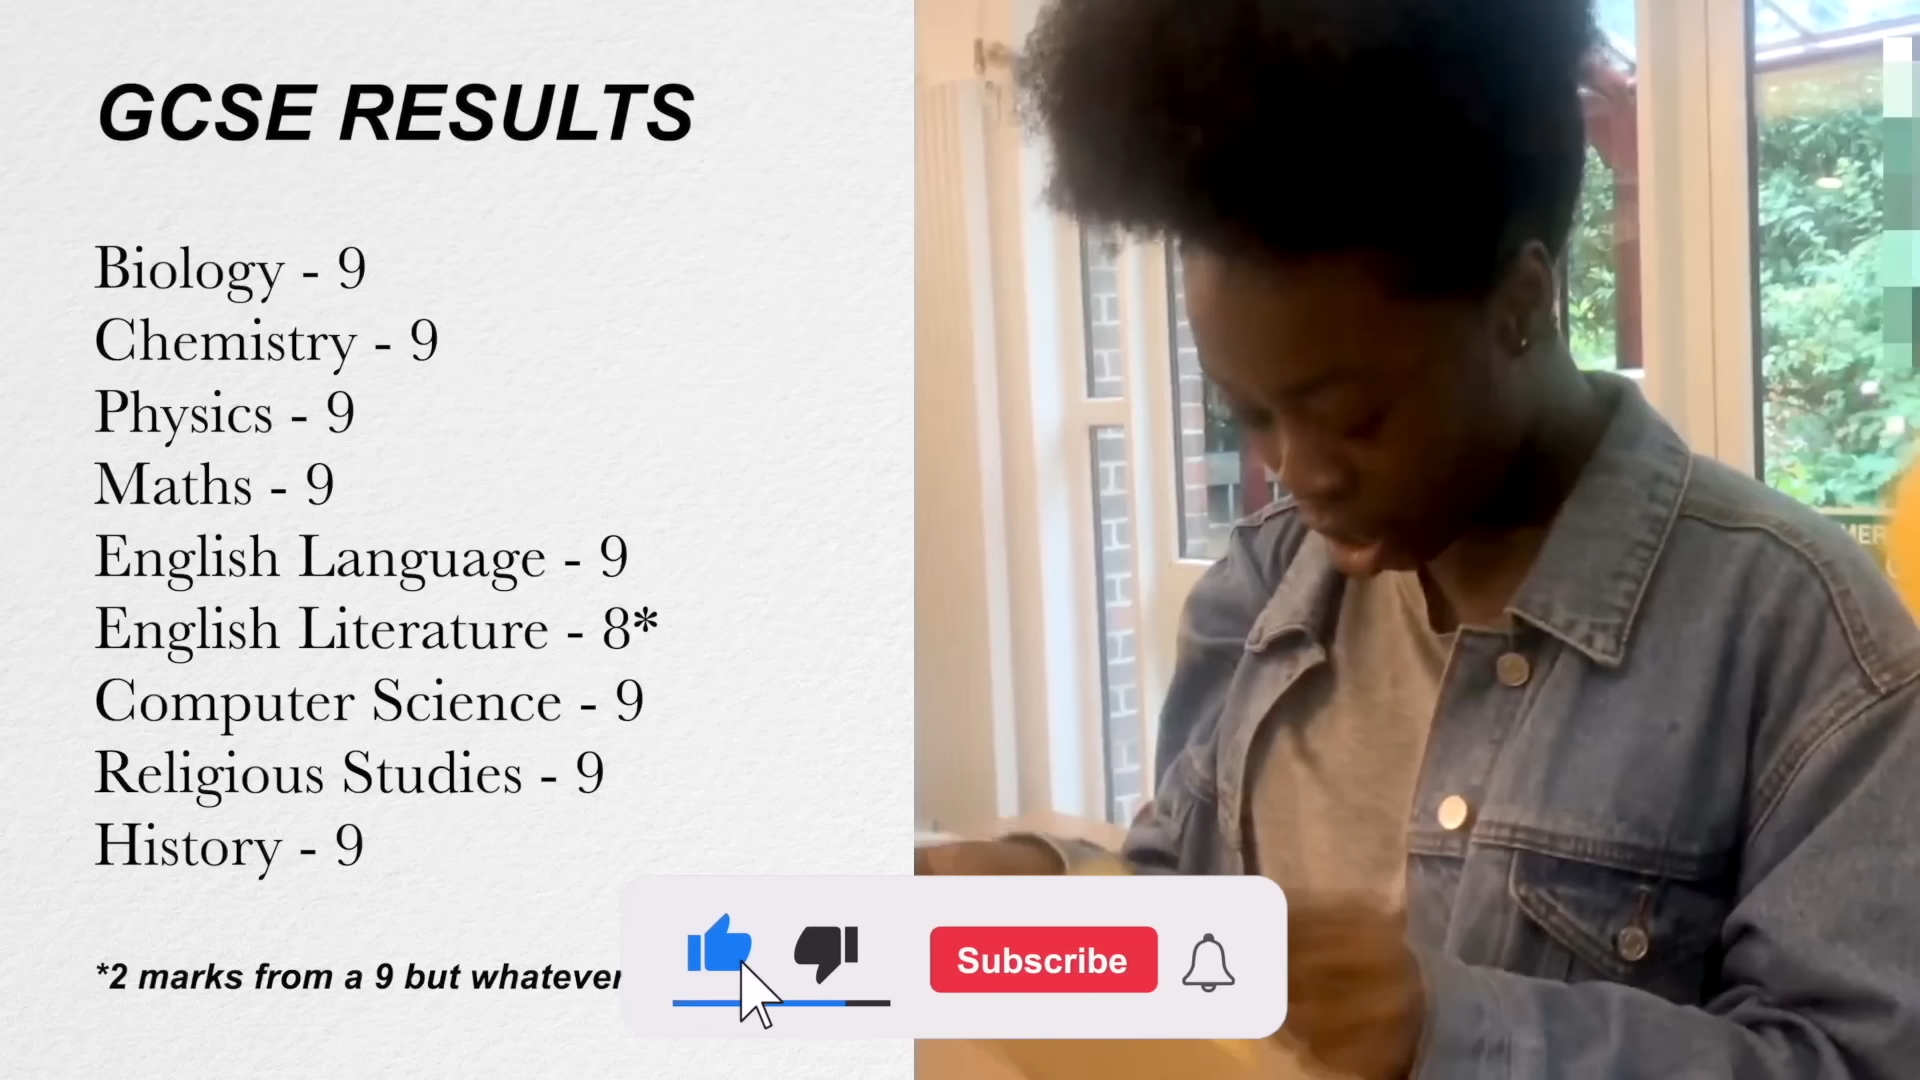 GCSE RESULTS
Biology - 9
Chemistry - 9
Physics - 9
Maths - 9
English Language - 9
English Literature - 8*
Computer Science - 9
Religious Studies - 9
History - 9
*2 marks from a 9 but whatever
Subscribe